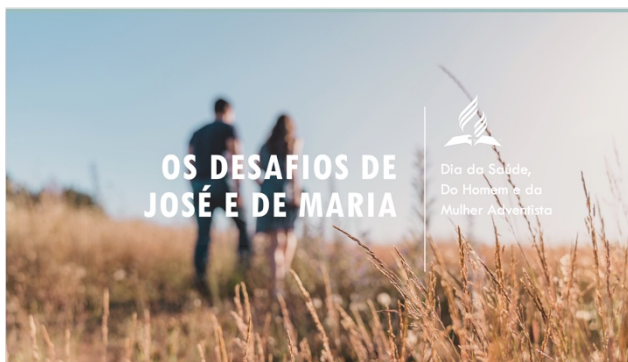 OS DESAFIOS DE
JOSÉ E DE MARIA
Dia da Saúde,
Do Homem e da
Mulher Adventista